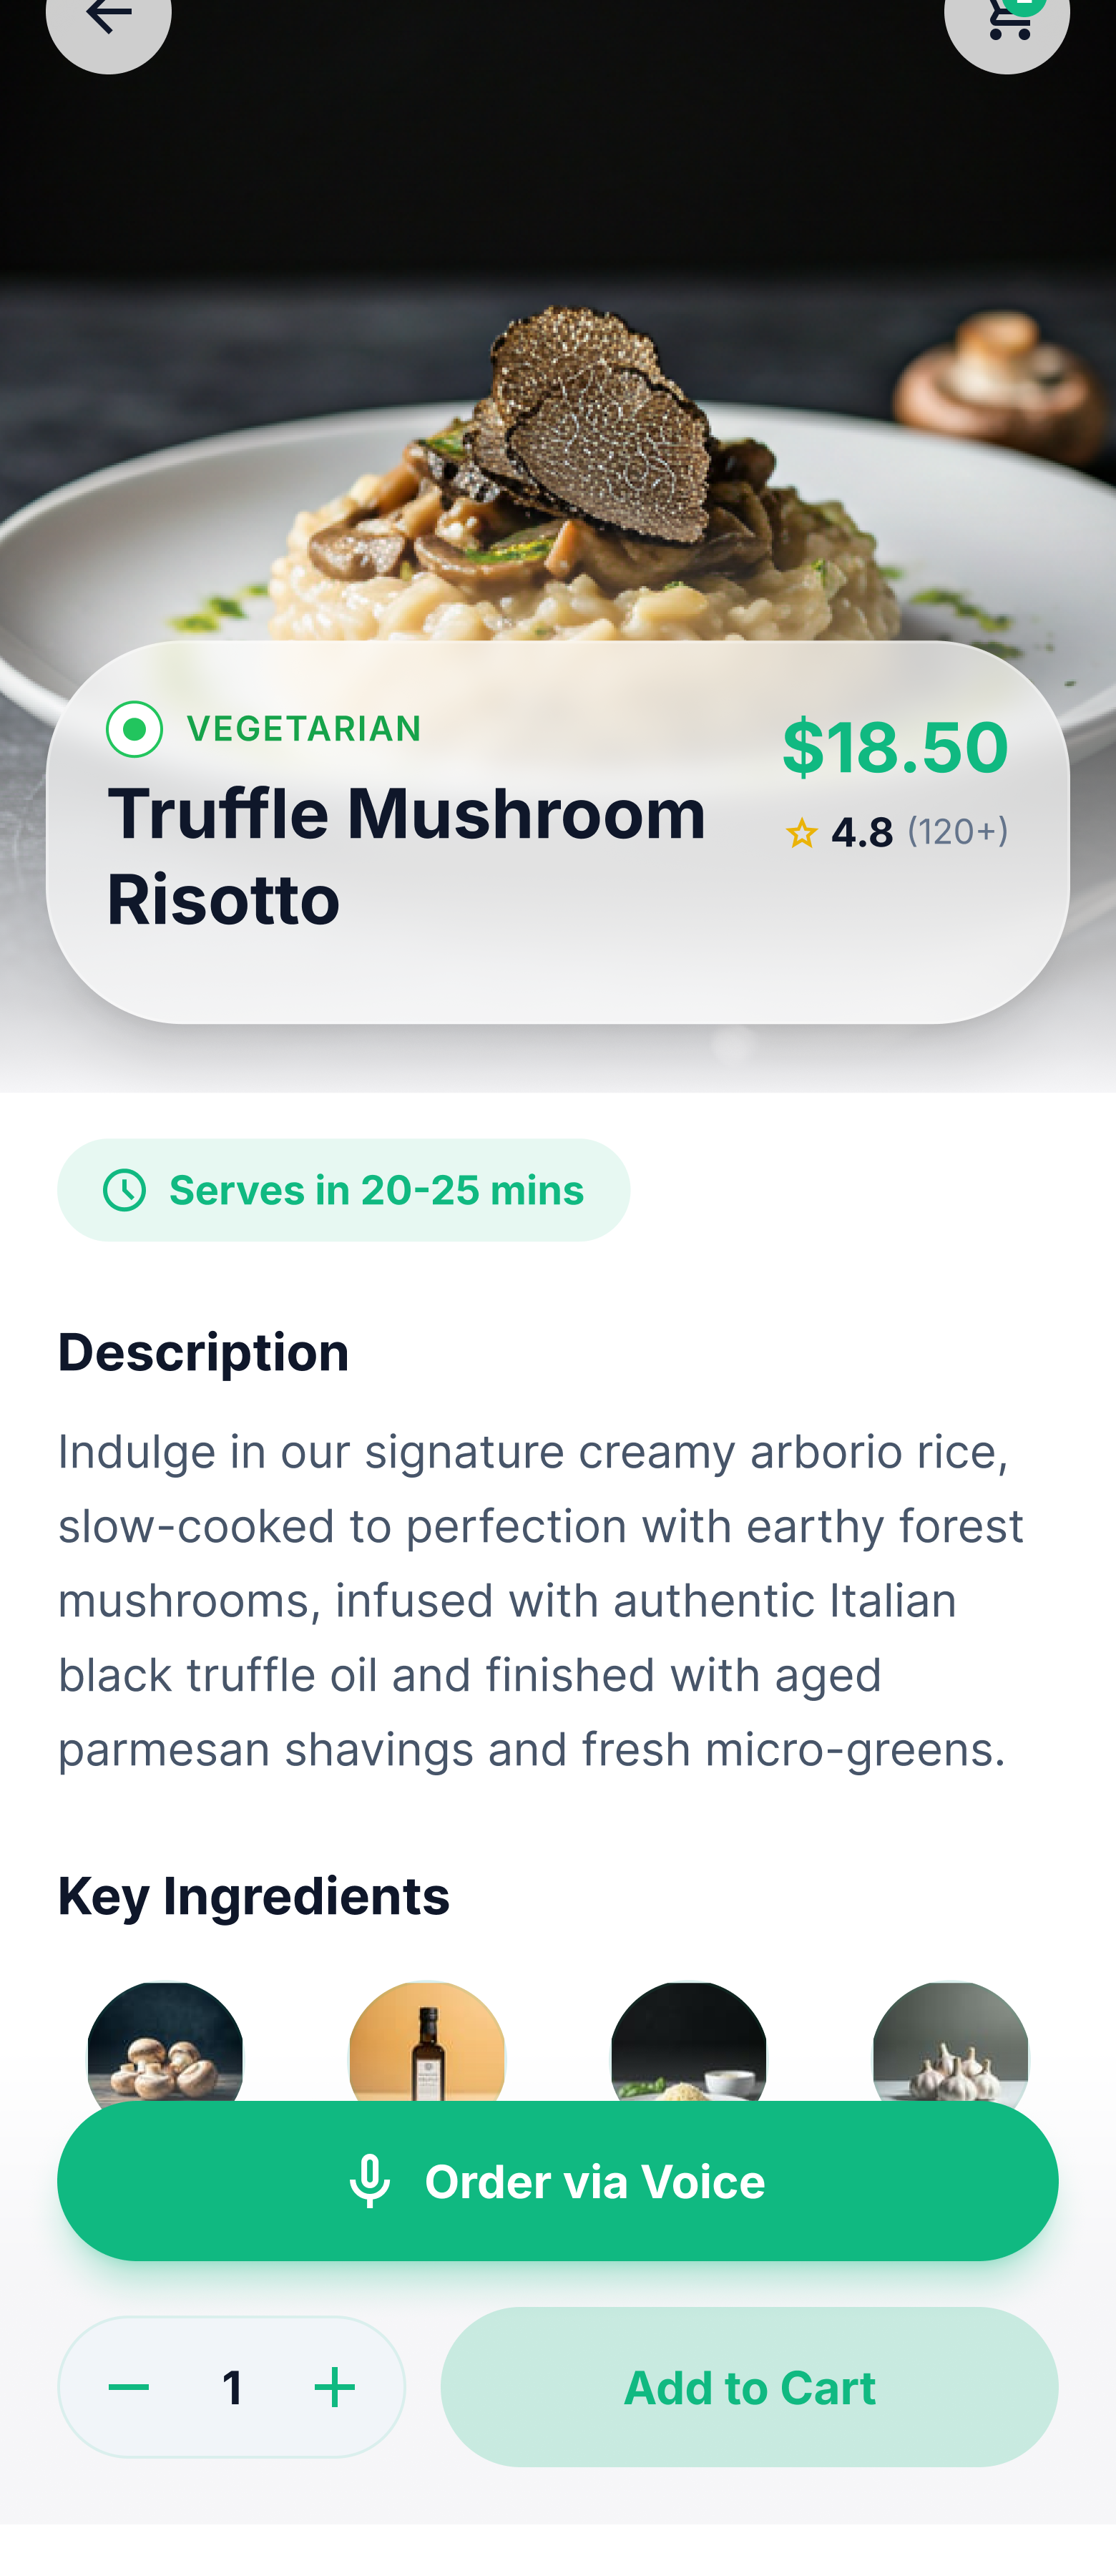 VEGETARIAN
$18.50
Truffle Mushroom
Risotto
4.8 (120+)
Serves in 20-25 mins
Description
Indulge in our signature creamy arborio rice,
slow-cooked to perfection with earthy forest
mushrooms, infused with authentic Italian
black truffle oil and finished with aged
parmesan shavings and fresh micro-greens.
Key Ingredients
Order via Voice
1
Add to Cart